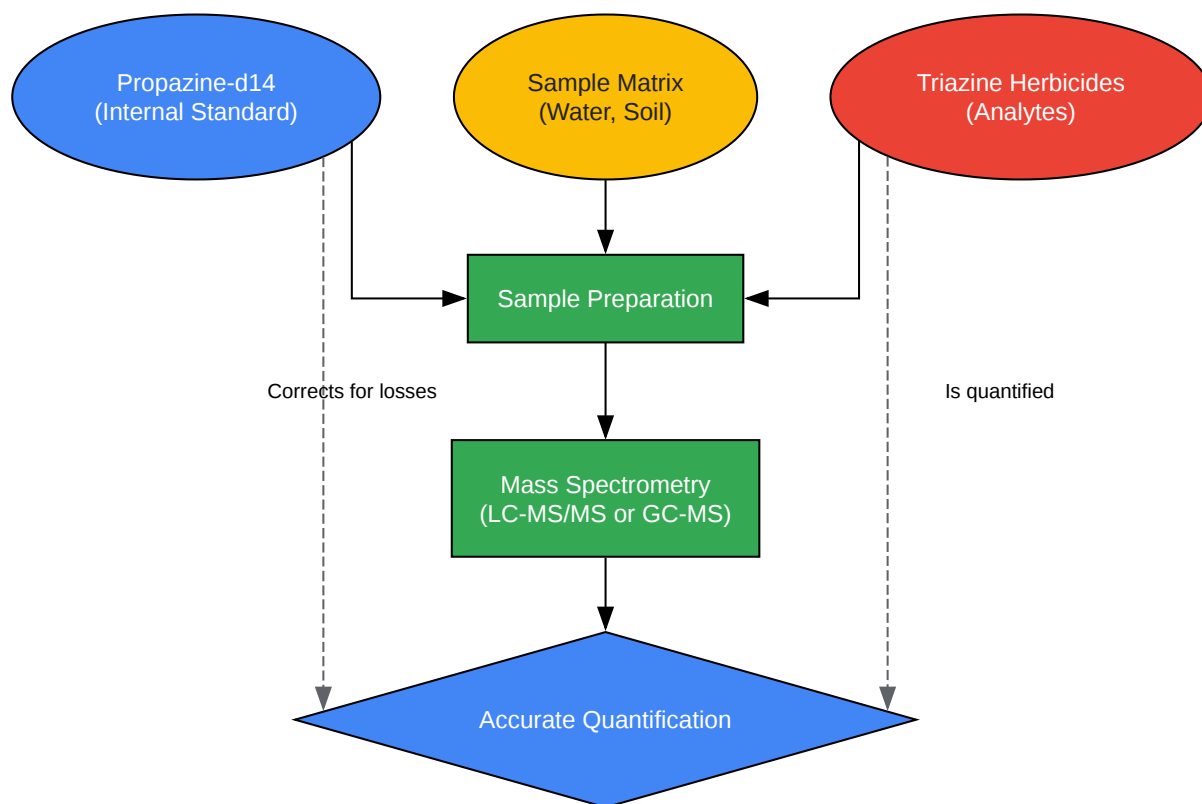 Propazine-d14
(Internal Standard)
Sample Matrix
(Water, Soil)
Triazine Herbicides
(Analytes)
Sample Preparation
Corrects for losses
Is quantified
Mass Spectrometry
(LC-MS/MS or GC-MS)
Accurate Quantification